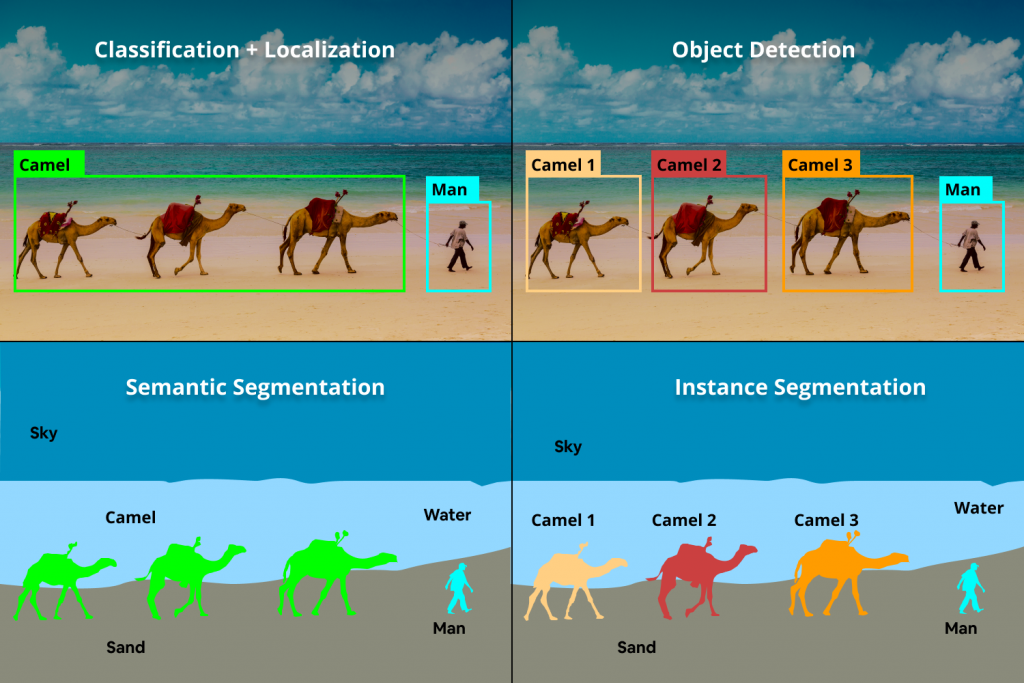 Classification + Localization
Camel
Man
Object Detection
Camel 1
Camel 2
Camel 3
Man
Semantic Segmentation
Sky
Camel
Water
Man
Sand
Instance Segmentation
Sky
Water
Camel 1
Camel 2
Camel 3
Man
Sand